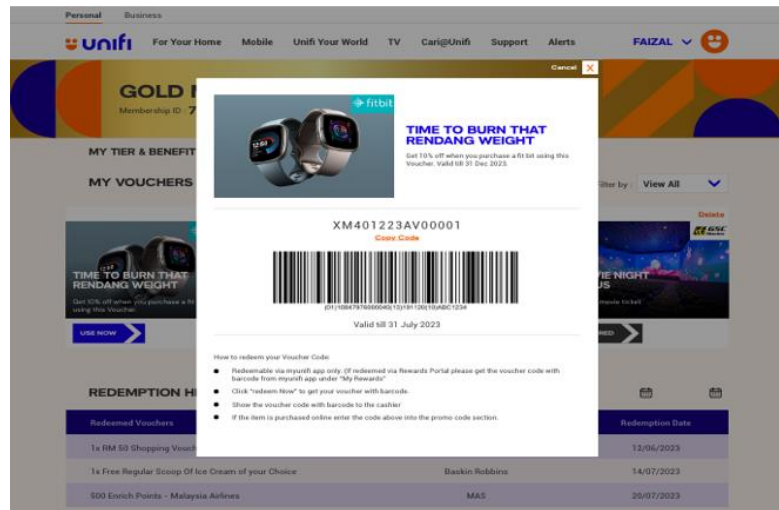 Personal Business
unifi For Your Home Mobile Unifi Your World TV Cari@Unifi Support Alerts FAIZAL
Cancel X
GOLD
Membership ID : 7
fitbit
TIME TO BURN THAT
RENDANG WEIGHT
Get 10% off when you purchase a fit bit using this
Voucher. Valid till 31 Dec 2023.
MY TIER & BENEFIT
MY VOUCHERS
Filter by : View All
XM401223AV00001
Copy Code
Delete
GSC
TIME TO BURN THAT
RENDANG WEIGHT
Get 10% off when you purchase a fit
using this Voucher.
USE NOW
IE NIGHT
US
movie ticket
RED
Valid till 31 July 2023
How to redeem your Voucher Code:
Redeemable via myunifi app only. (If redeemed via Rewards Portal please get the voucher code with
barcode from myunifi app under "My Rewards"
Click "redeem Now" to get your voucher with barcode.
Show the voucher code with barcode to the cashier
If the item is purchased online enter the code above into the promo code section.
REDEMPTION HI
Redeemed Vouchers Redemption Date
1x RM 50 Shopping Vouch 12/06/2023
1x Free Regular Scoop Of Ice Cream of your Choice Baskin Robbins 14/07/2023
500 Enrich Points - Malaysia Airlines MAS 20/07/2023